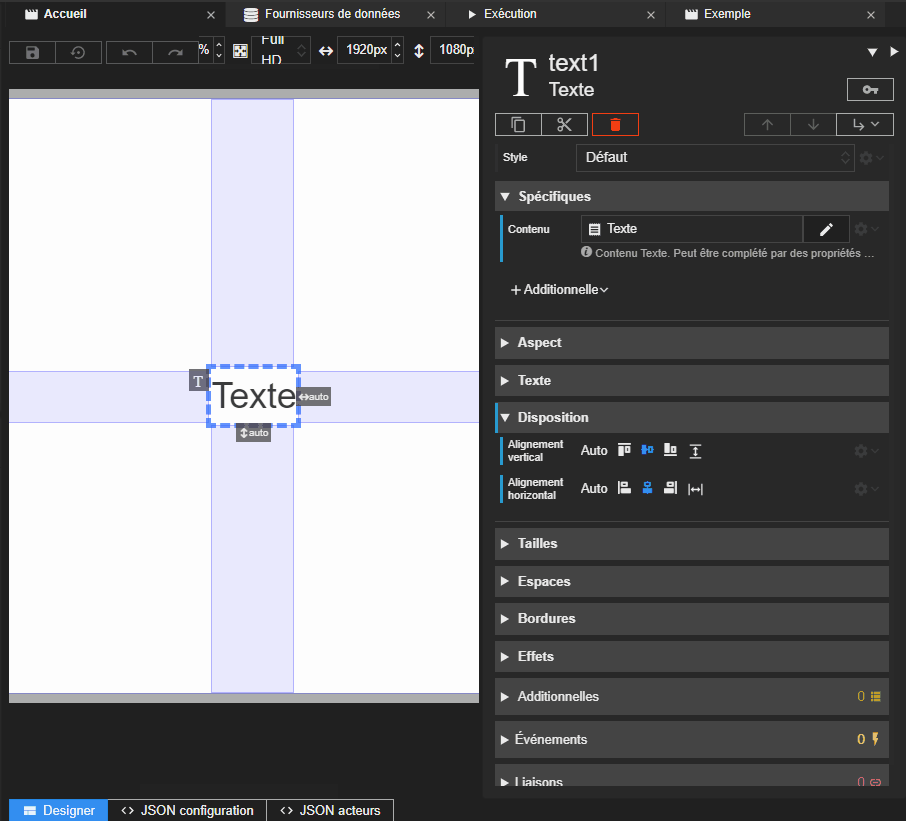 Accueil
Fournisseurs de données
Exécution
Exemple
%
Full
HD
1920px
1080p
T
text1
Texte
Style
Défaut
Spécifiques
Contenu
Texte
Contenu Texte. Peut être complété par des propriétés ...
Additionnelle
Aspect
Texte
Disposition
Alignement
vertical
Auto
Alignement
horizontal
Auto
Tailles
Espaces
Bordures
Effets
Additionnelles 0
Événements 0
Liaisons 0
T
Texte
auto
auto
Designer
JSON configuration
JSON acteurs